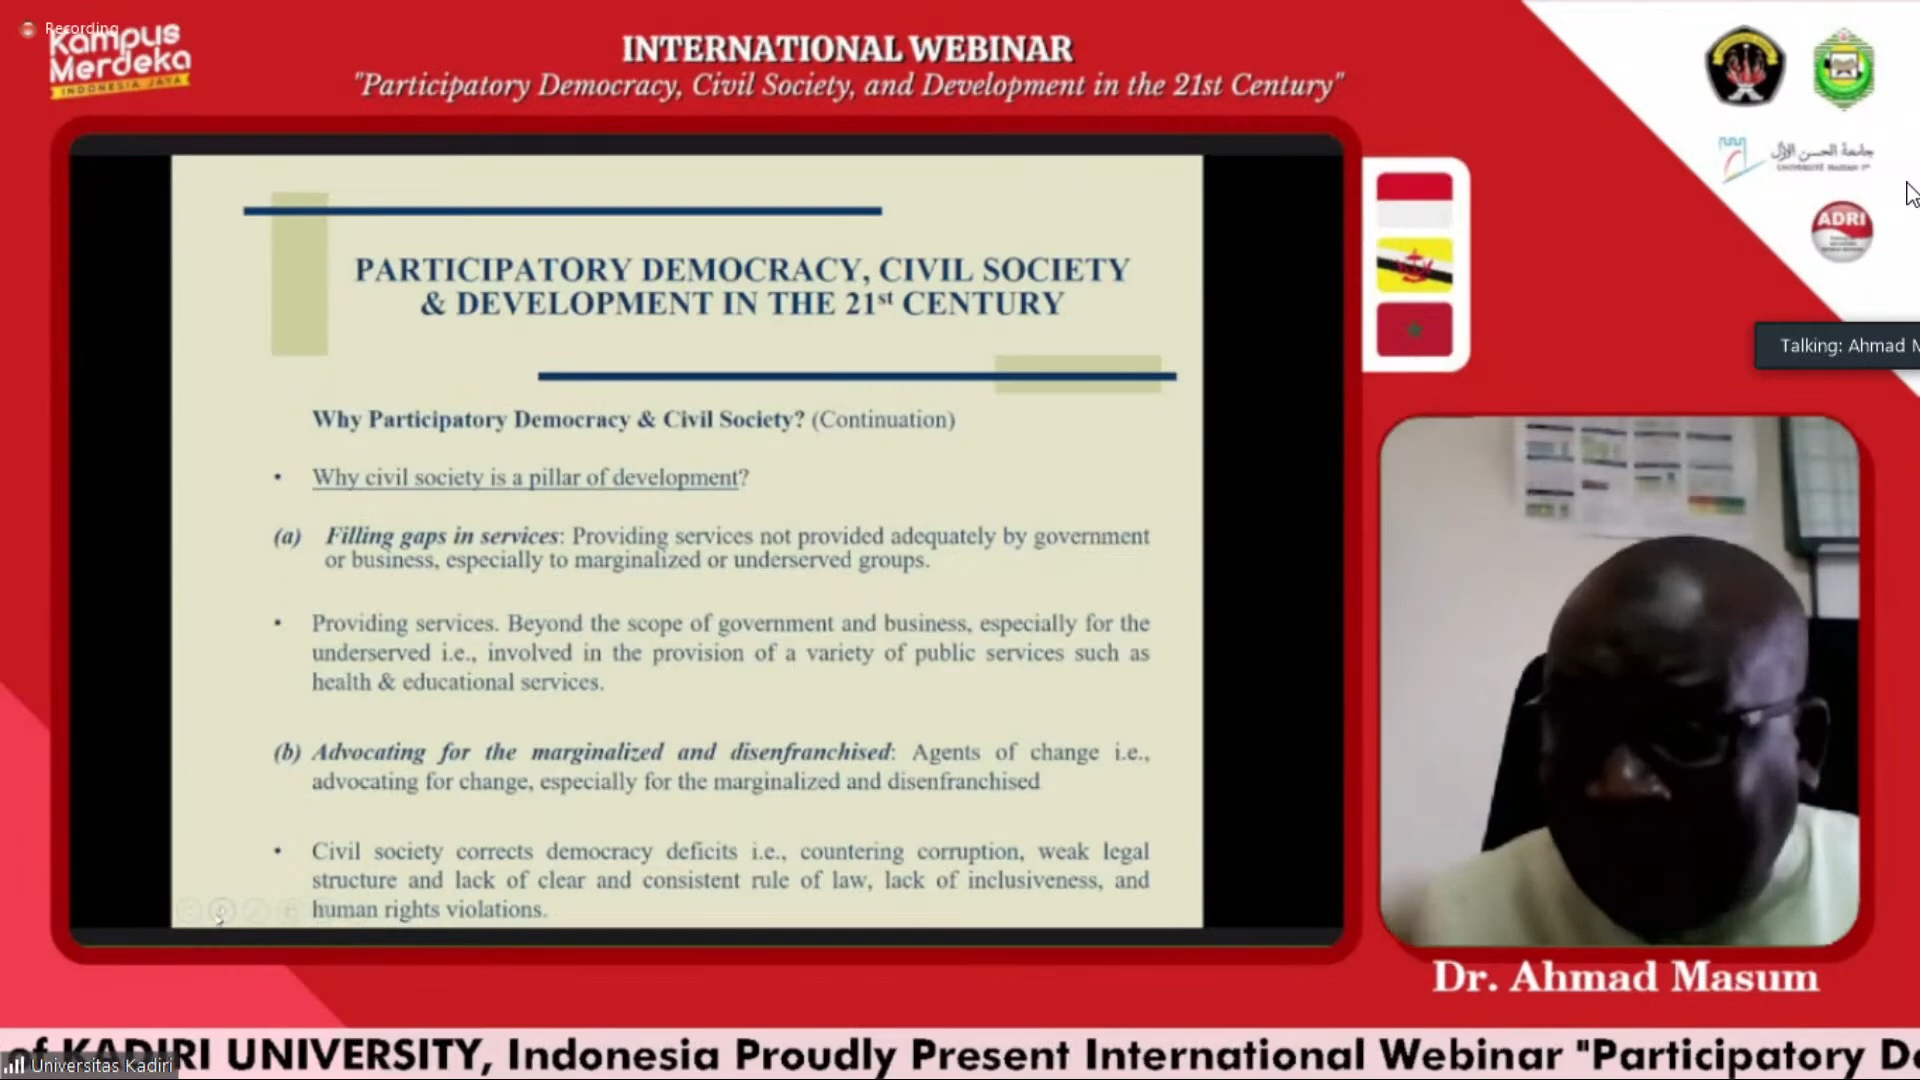 Recording
Kampus
Merdeka
INDONESIA JAYA
INTERNATIONAL WEBINAR
"Participatory Democracy, Civil Society, and Development in the 21st Century"
جامعة الحسن الأول
UNIVERSITÉ HASSAN 1er
ADRI
Talking: Ahmad M
PARTICIPATORY DEMOCRACY, CIVIL SOCIETY
& DEVELOPMENT IN THE 21st CENTURY
Why Participatory Democracy & Civil Society? (Continuation)
• Why civil society is a pillar of development?
(a) Filling gaps in services: Providing services not provided adequately by government
or business, especially to marginalized or underserved groups.
• Providing services. Beyond the scope of government and business, especially for the
underserved i.e., involved in the provision of a variety of public services such as
health & educational services.
(b) Advocating for the marginalized and disenfranchised: Agents of change i.e.,
advocating for change, especially for the marginalized and disenfranchised
• Civil society corrects democracy deficits i.e., countering corruption, weak legal
structure and lack of clear and consistent rule of law, lack of inclusiveness, and
human rights violations.
Dr. Ahmad Masum
of KADIRI UNIVERSITY, Indonesia Proudly Present International Webinar "Participatory De
Universitas Kadiri